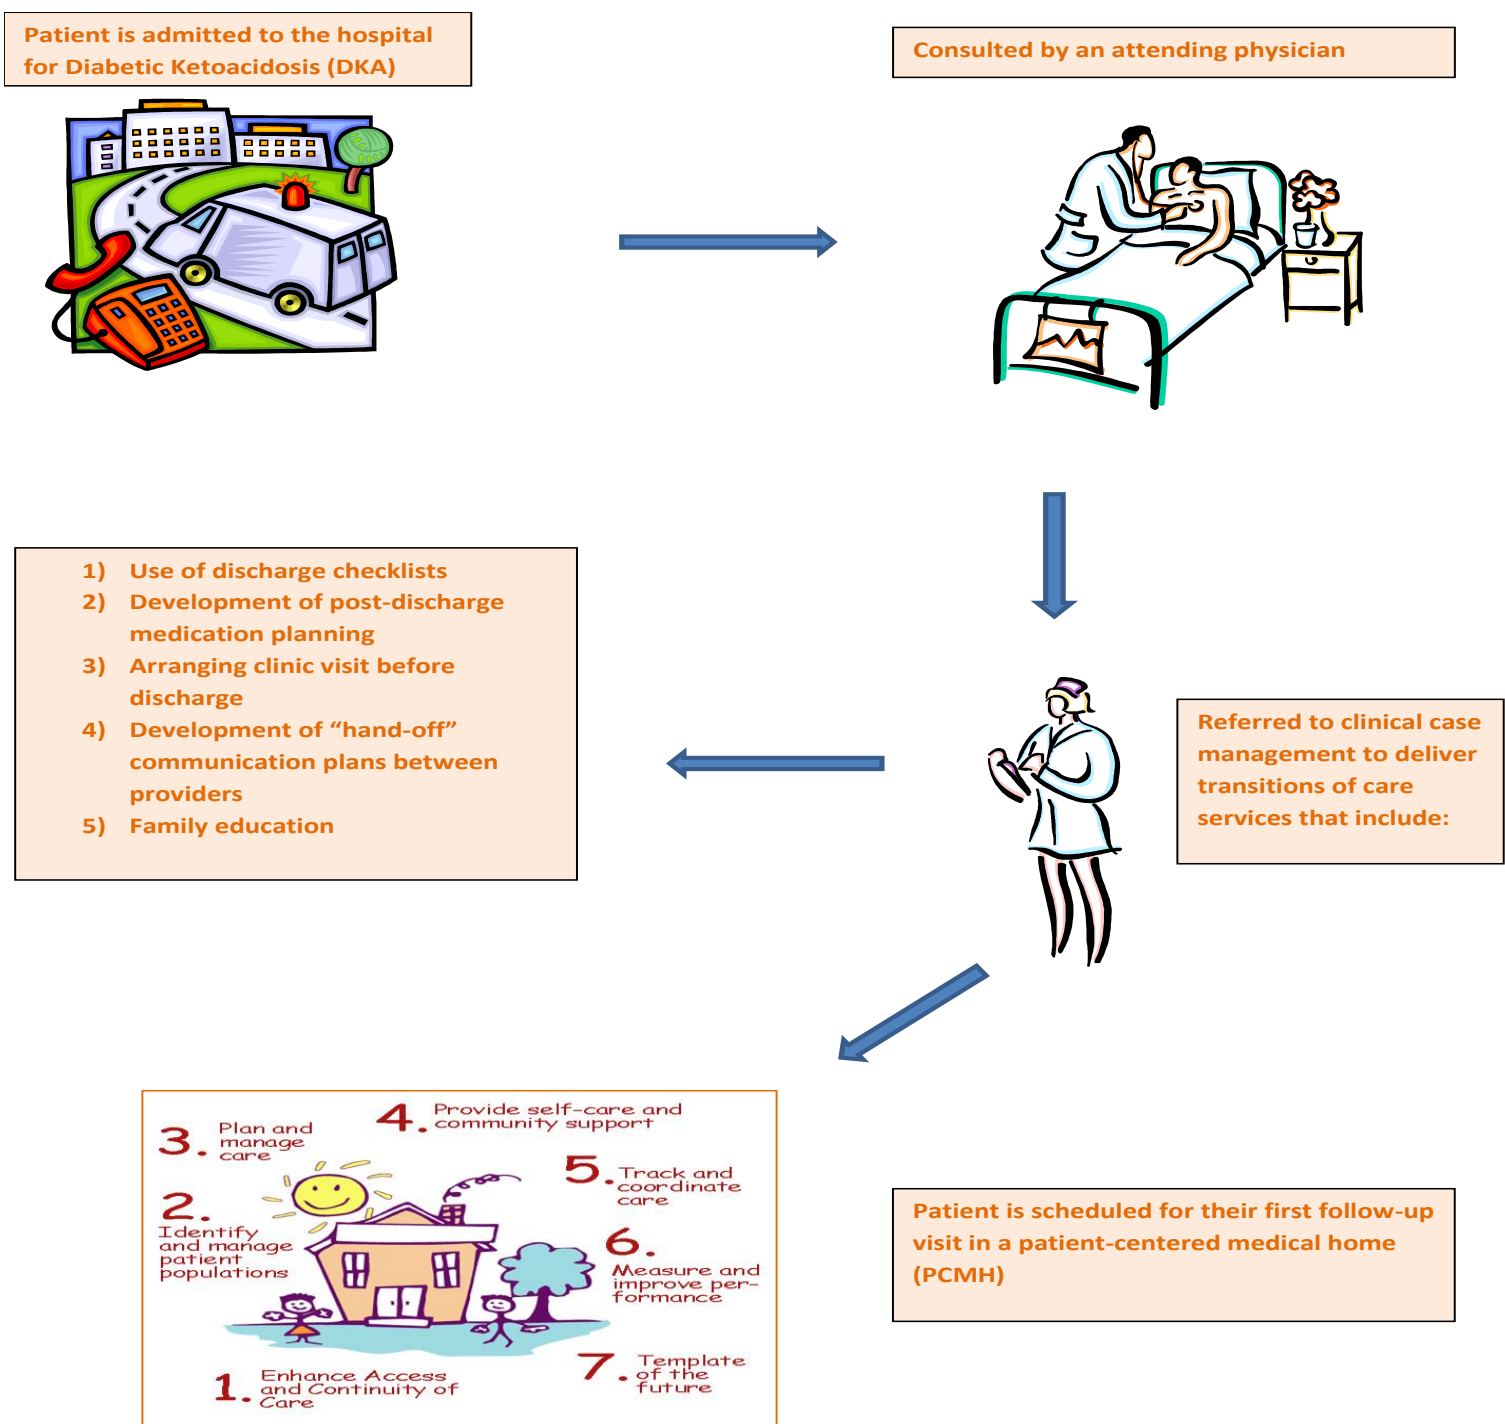 Patient is admitted to the hospital
for Diabetic Ketoacidosis (DKA)
Consulted by an attending physician
1) Use of discharge checklists
2) Development of post-discharge
medication planning
3) Arranging clinic visit before
discharge
4) Development of “hand-off”
communication plans between
providers
5) Family education
Referred to clinical case
management to deliver
transitions of care
services that include:
3. Plan and
manage
care
4. Provide self-care and
community support
2.
Identify
and manage
patient
populations
5. Track and
coordinate
care
6.
Measure and
improve per-
formance
1. Enhance Access
and Continuity of
Care
7. Template
of the
future
Patient is scheduled for their first follow-up
visit in a patient-centered medical home
(PCMH)